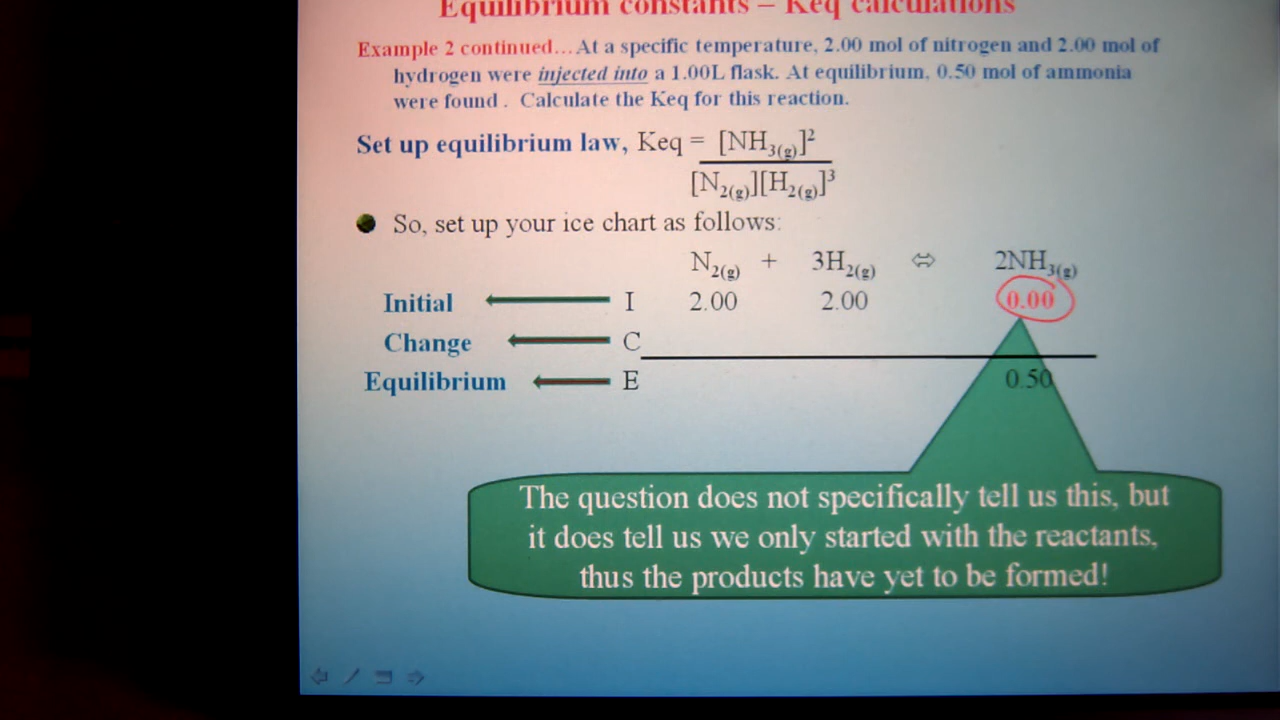 Equilibrium constants – Keq calculations
Example 2 continued…At a specific temperature, 2.00 mol of nitrogen and 2.00 mol of
hydrogen were injected into a 1.00L flask. At equilibrium, 0.50 mol of ammonia
were found . Calculate the Keq for this reaction.
Set up equilibrium law, Keq = [NH₃₍g₎]²
[N₂₍g₎][H₂₍g₎]³
So, set up your ice chart as follows:
N₂₍g₎ + 3H₂₍g₎ ⇔ 2NH₃₍g₎
Initial I 2.00 2.00 0.00
Change C
Equilibrium E 0.50
The question does not specifically tell us this, but
it does tell us we only started with the reactants,
thus the products have yet to be formed!